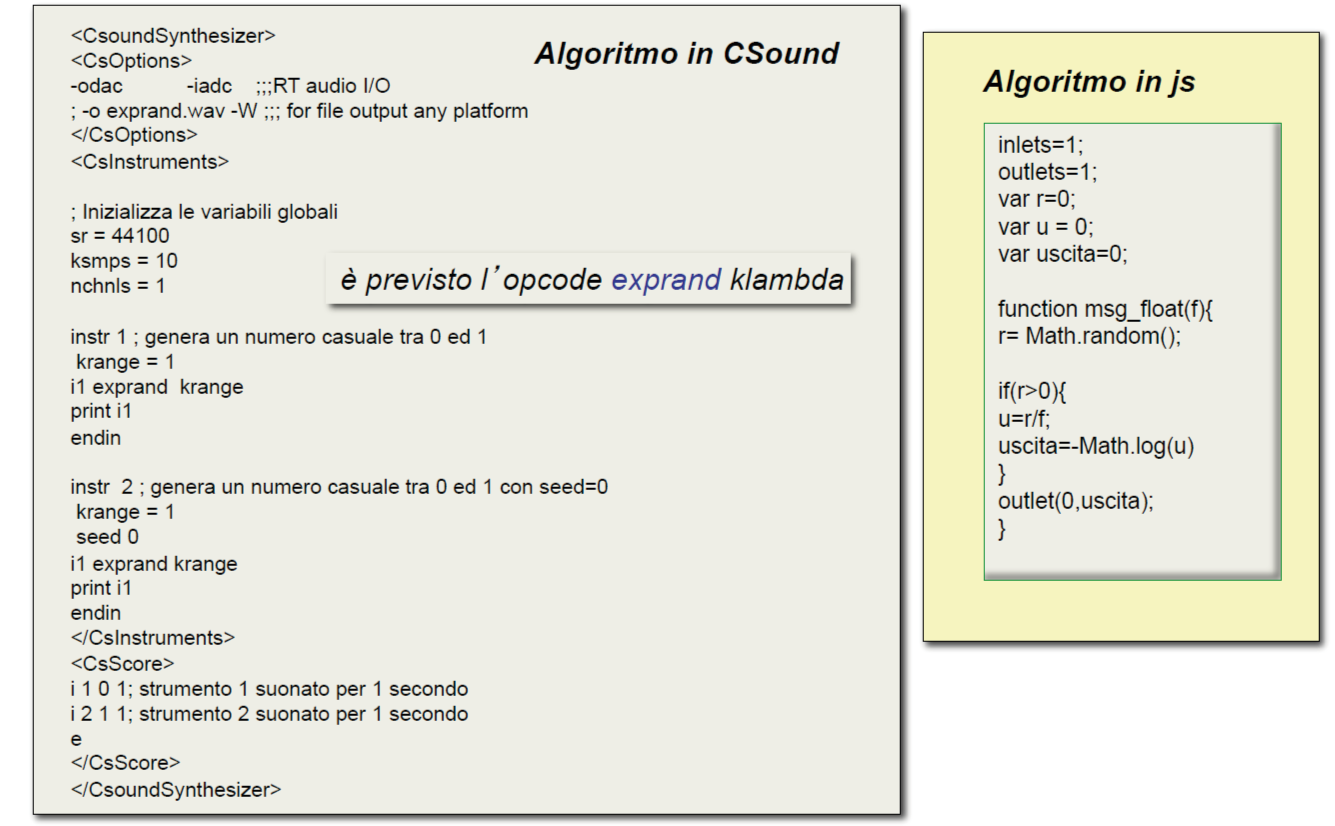 Algoritmo in CSound
<CsoundSynthesizer>
<CsOptions>
-odac -iadc ;;;RT audio I/O
; -o exprand.wav -W ;;; for file output any platform
</CsOptions>
<CsInstruments>
; Inizializza le variabili globali
sr = 44100
ksmps = 10
nchnls = 1
è previsto l'opcode exprand klambda
instr 1 ; genera un numero casuale tra 0 ed 1
krange = 1
i1 exprand krange
print i1
endin
instr 2 ; genera un numero casuale tra 0 ed 1 con seed=0
krange = 1
seed 0
i1 exprand krange
print i1
endin
</CsInstruments>
<CsScore>
i 1 0 1; strumento 1 suonato per 1 secondo
i 2 1 1; strumento 2 suonato per 1 secondo
e
</CsScore>
</CsoundSynthesizer>
Algoritmo in js
inlets=1;
outlets=1;
var r=0;
var u = 0;
var uscita=0;
function msg_float(f){
r= Math.random();
if(r>0){
u=r/f;
uscita=-Math.log(u)
}
outlet(0,uscita);
}